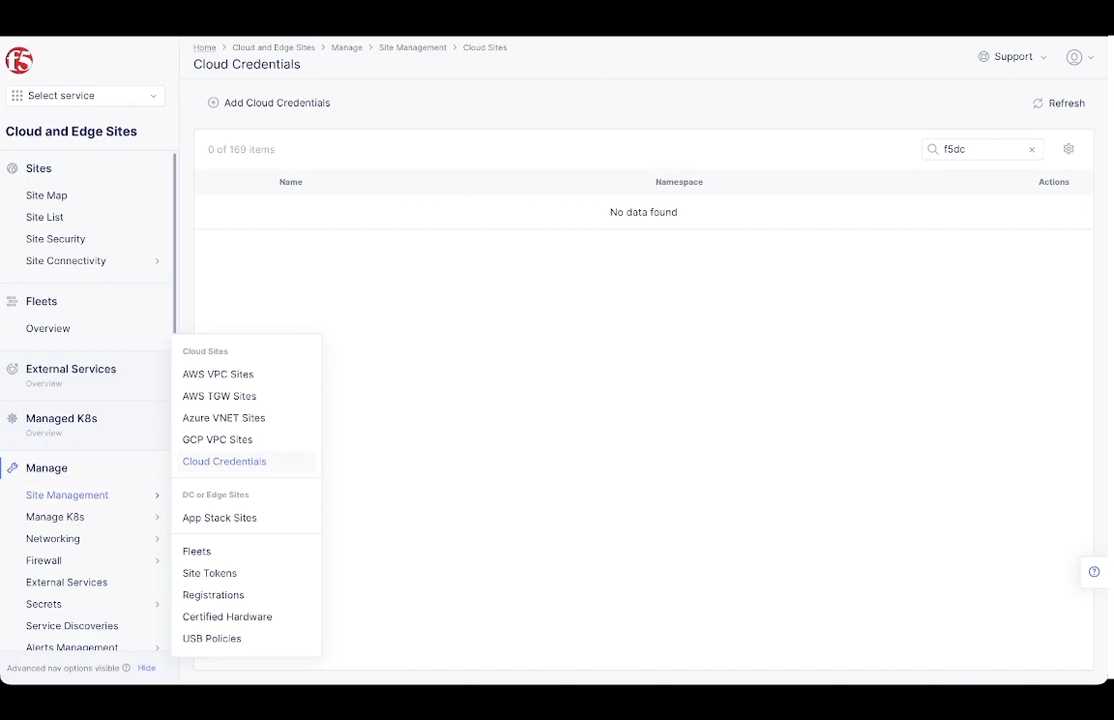 f5
Select service
Cloud and Edge Sites
Sites
Site Map
Site List
Site Security
Site Connectivity
Fleets
Overview
External Services
Overview
Managed K8s
Overview
Manage
Site Management
Manage K8s
Networking
Firewall
External Services
Secrets
Service Discoveries
Alerts Management
Advanced nav options visible Hide
Home > Cloud and Edge Sites > Manage > Site Management > Cloud Sites
Cloud Credentials
Support
Add Cloud Credentials
Refresh
0 of 169 items
f5dc
Name Namespace Actions
No data found
Cloud Sites
AWS VPC Sites
AWS TGW Sites
Azure VNET Sites
GCP VPC Sites
Cloud Credentials
DC or Edge Sites
App Stack Sites
Fleets
Site Tokens
Registrations
Certified Hardware
USB Policies